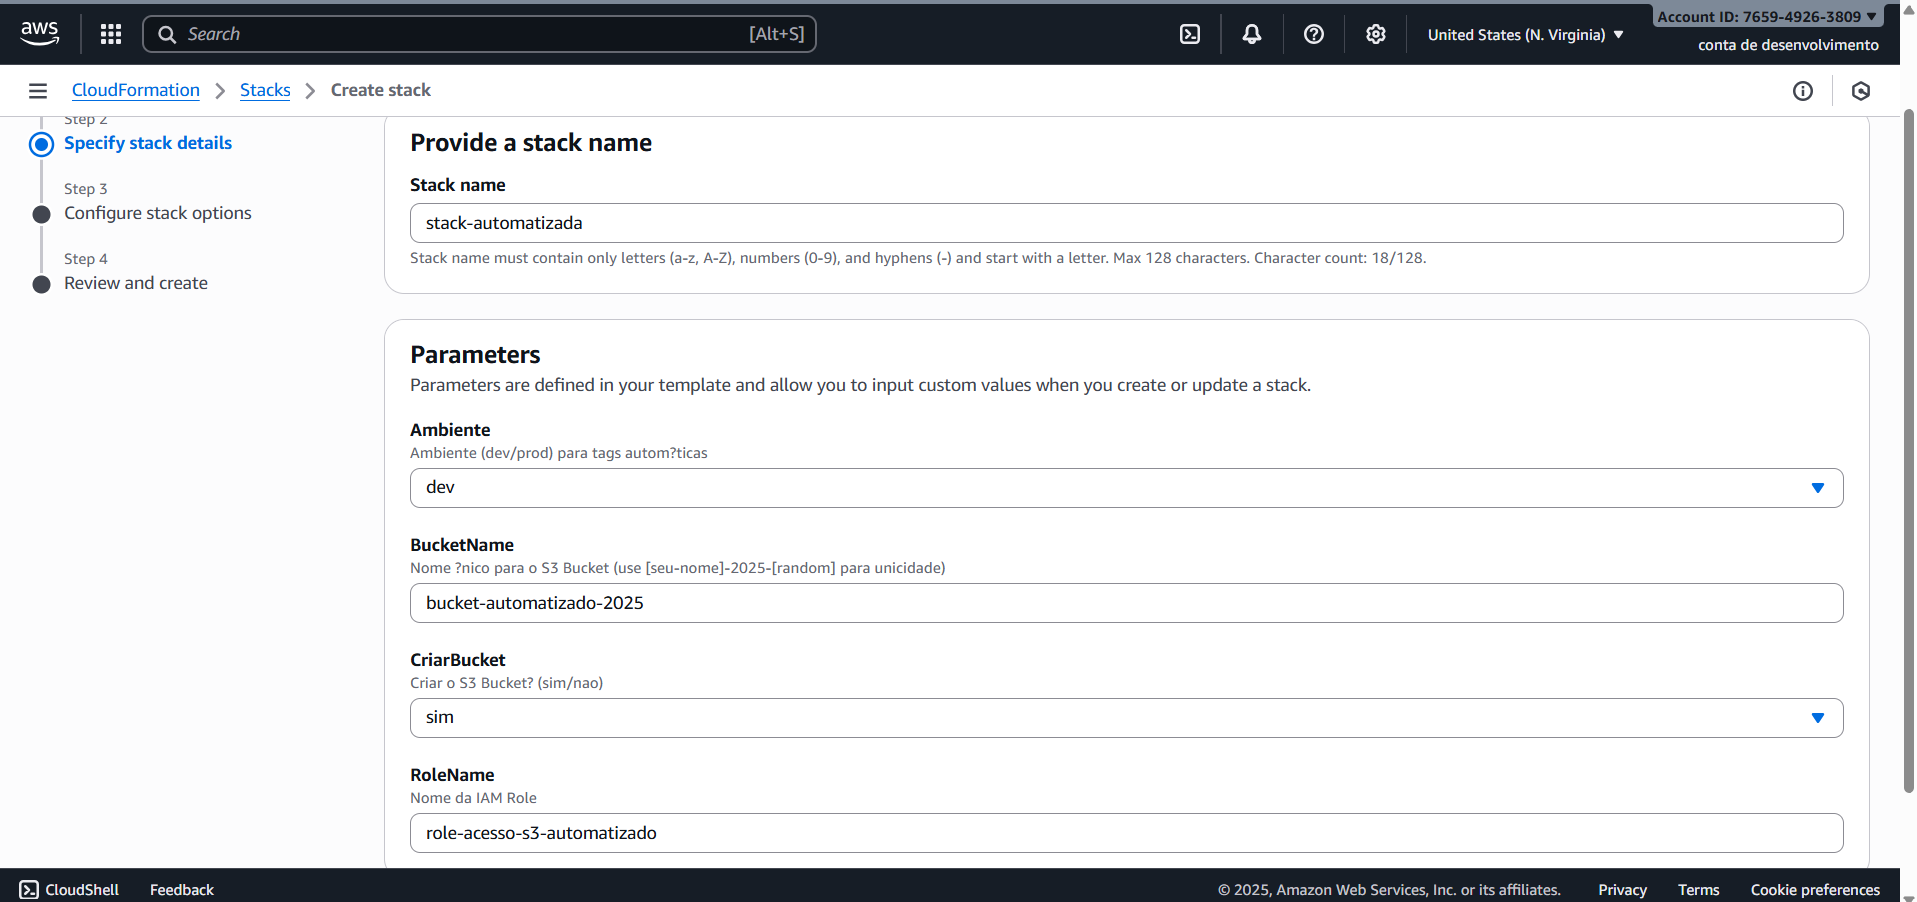 aws
Search [Alt+S]
United States (N. Virginia)
Account ID: 7659-4926-3809
conta de desenvolvimento
CloudFormation Stacks Create stack
Step 2
Specify stack details
Step 3
Configure stack options
Step 4
Review and create
Provide a stack name
Stack name
stack-automatizada
Stack name must contain only letters (a-z, A-Z), numbers (0-9), and hyphens (-) and start with a letter. Max 128 characters. Character count: 18/128.
Parameters
Parameters are defined in your template and allow you to input custom values when you create or update a stack.
Ambiente
Ambiente (dev/prod) para tags autom?ticas
dev
BucketName
Nome ?nico para o S3 Bucket (use [seu-nome]-2025-[random] para unicidade)
bucket-automatizado-2025
CriarBucket
Criar o S3 Bucket? (sim/nao)
sim
RoleName
Nome da IAM Role
role-acesso-s3-automatizado
CloudShell Feedback © 2025, Amazon Web Services, Inc. or its affiliates. Privacy Terms Cookie preferences